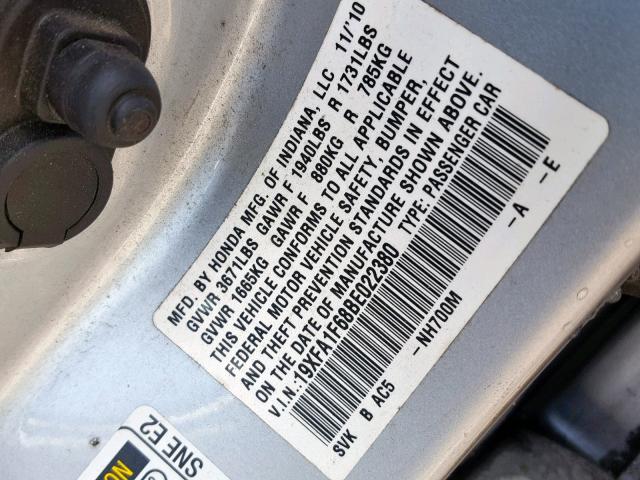 MFD. BY HONDA MFG. OF INDIANA, LLC 11/'10
GVWR 3671LBS GAWR F 1940LBS R 1731LBS
GVWR 1665KG GAWR F 880KG R 785KG
THIS VEHICLE CONFORMS TO ALL APPLICABLE
FEDERAL MOTOR VEHICLE SAFETY, BUMPER,
AND THEFT PREVENTION STANDARDS IN EFFECT
ON THE DATE OF MANUFACTURE SHOWN ABOVE.
V.I.N.:19XFA1F68BE022380 TYPE: PASSENGER CAR
SVK B AC5 -NH700M -A -E
SNE E2
NO